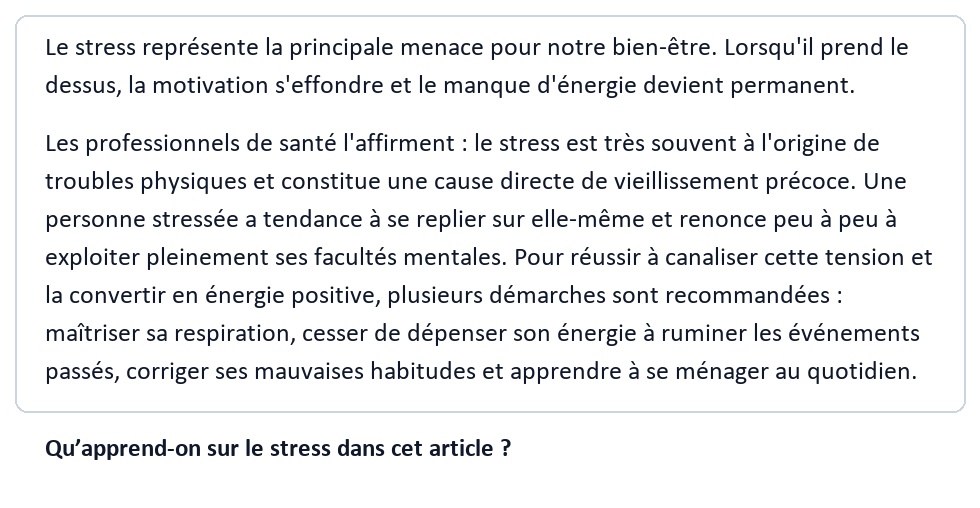 Le stress représente la principale menace pour notre bien-être. Lorsqu'il prend le
dessus, la motivation s'effondre et le manque d'énergie devient permanent.
Les professionnels de santé l'affirment : le stress est très souvent à l'origine de
troubles physiques et constitue une cause directe de vieillissement précoce. Une
personne stressée a tendance à se replier sur elle-même et renonce peu à peu à
exploiter pleinement ses facultés mentales. Pour réussir à canaliser cette tension et
la convertir en énergie positive, plusieurs démarches sont recommandées :
maîtriser sa respiration, cesser de dépenser son énergie à ruminer les événements
passés, corriger ses mauvaises habitudes et apprendre à se ménager au quotidien.
Qu’apprend-on sur le stress dans cet article ?